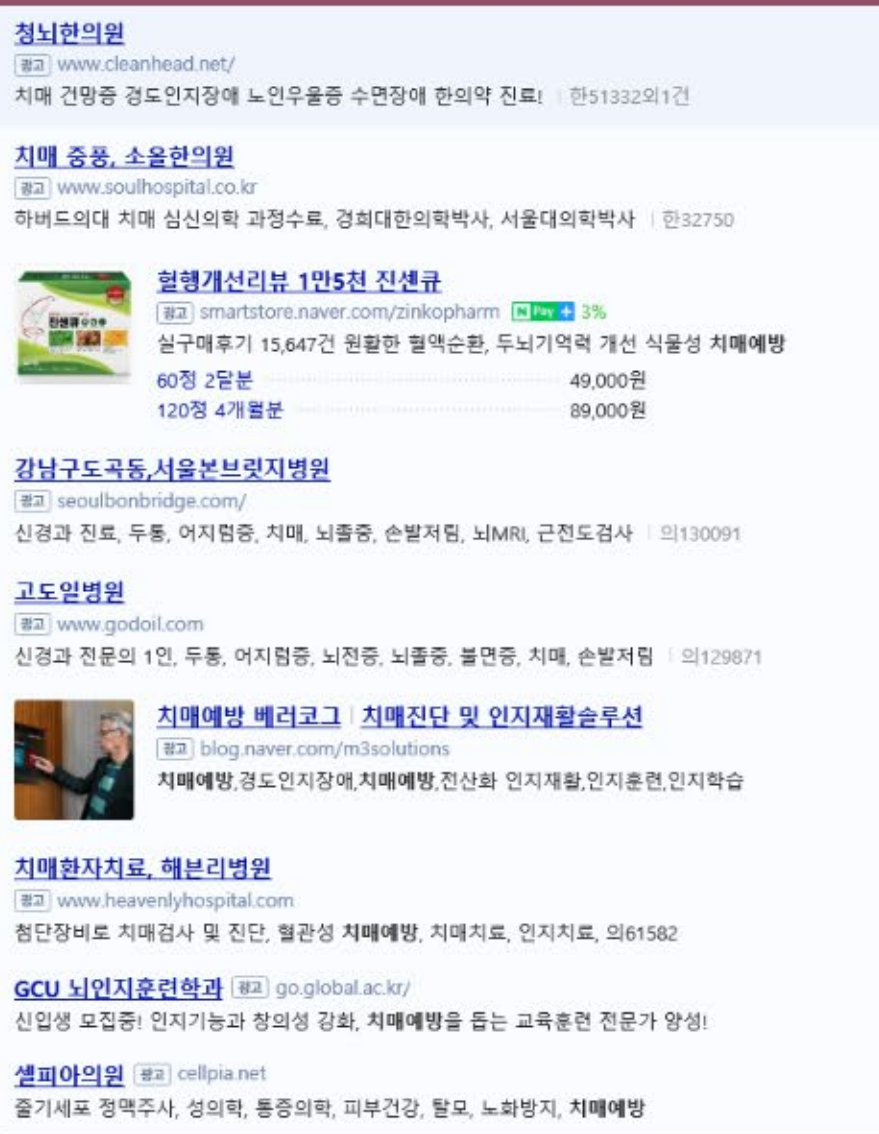 청뇌한의원
광고 www.cleanhead.net/
치매 건망증 경도인지장애 노인우울증 수면장애 한의약 진료! 한51332외1건
치매 중풍, 소올한의원
광고 www.soulhospital.co.kr
하버드의대 치매 심신의학 과정수료, 경희대한의학박사, 서울대의학박사 한32750
혈행개선리뷰 1만5천 진센큐
광고 smartstore.naver.com/zinkopharm N Pay + 3%
실구매후기 15,647건 원활한 혈액순환, 두뇌기억력 개선 식물성 치매예방
60정 2달분 49,000원
120정 4개월분 89,000원
진센큐
강남구도곡동,서울본브릿지병원
광고 seoulbonbridge.com/
신경과 진료, 두통, 어지럼증, 치매, 뇌졸중, 손발저림, 뇌MRI, 근전도검사 의130091
고도일병원
광고 www.godoil.com
신경과 전문의 1인, 두통, 어지럼증, 뇌전증, 뇌졸중, 불면증, 치매, 손발저림 의129871
치매예방 베러코그 치매진단 및 인지재활솔루션
광고 blog.naver.com/m3solutions
치매예방,경도인지장애,치매예방,전산화 인지재활,인지훈련,인지학습
치매환자치료, 해븐리병원
광고 www.heavenlyhospital.com
첨단장비로 치매검사 및 진단, 혈관성 치매예방, 치매치료, 인지치료, 의61582
GCU 뇌인지훈련학과 광고 go.global.ac.kr/
신입생 모집중! 인지기능과 창의성 강화, 치매예방을 돕는 교육훈련 전문가 양성!
셀피아의원 광고 cellpia.net
줄기세포 정맥주사, 성의학, 통증의학, 피부건강, 탈모, 노화방지, 치매예방